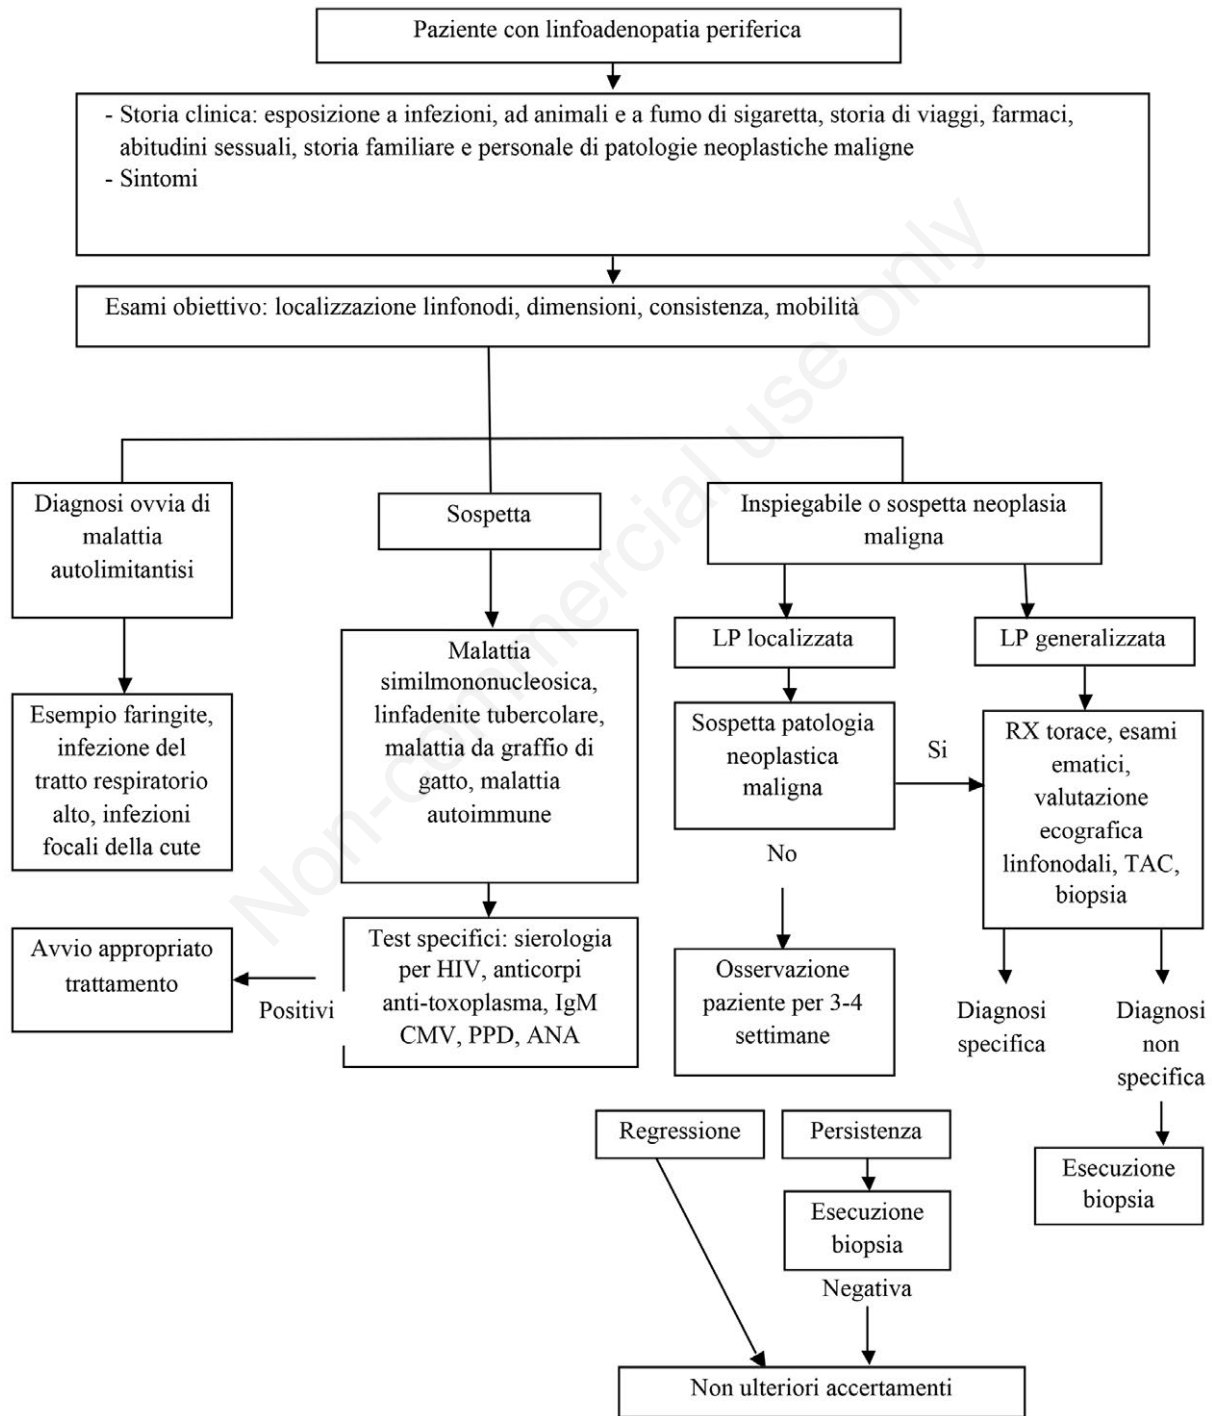 Paziente con linfoadenopatia periferica
- Storia clinica: esposizione a infezioni, ad animali e a fumo di sigaretta, storia di viaggi, farmaci,
abitudini sessuali, storia familiare e personale di patologie neoplastiche maligne
- Sintomi
Esami obiettivo: localizzazione linfonodi, dimensioni, consistenza, mobilità
Diagnosi ovvia di
malattia
autolimitantisi
Sospetta
Inspiegabile o sospetta neoplasia
maligna
Esempio faringite,
infezione del
tratto respiratorio
alto, infezioni
focali della cute
Malattia
similmononucleosica,
linfadenite tubercolare,
malattia da graffio di
gatto, malattia
autoimmune
LP localizzata
LP generalizzata
Sospetta patologia
neoplastica
maligna
Si
No
RX torace, esami
ematici,
valutazione
ecografica
linfonodali, TAC,
biopsia
Avvio appropriato
trattamento
Positivi
Test specifici: sierologia
per HIV, anticorpi
anti-toxoplasma, IgM
CMV, PPD, ANA
Osservazione
paziente per 3-4
settimane
Diagnosi
specifica
Diagnosi
non
specifica
Regressione
Persistenza
Esecuzione
biopsia
Esecuzione
biopsia
Negativa
Non ulteriori accertamenti
Non-commercial use only